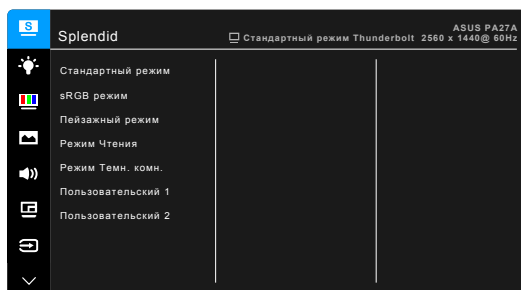 S
ASUS PA27A
Splendid
Стандартный режим Thunderbolt 2560 x 1440@ 60Hz
Стандартный режим
sRGB режим
Пейзажный режим
Режим Чтения
Режим Темн. комн.
Пользовательский 1
Пользовательский 2